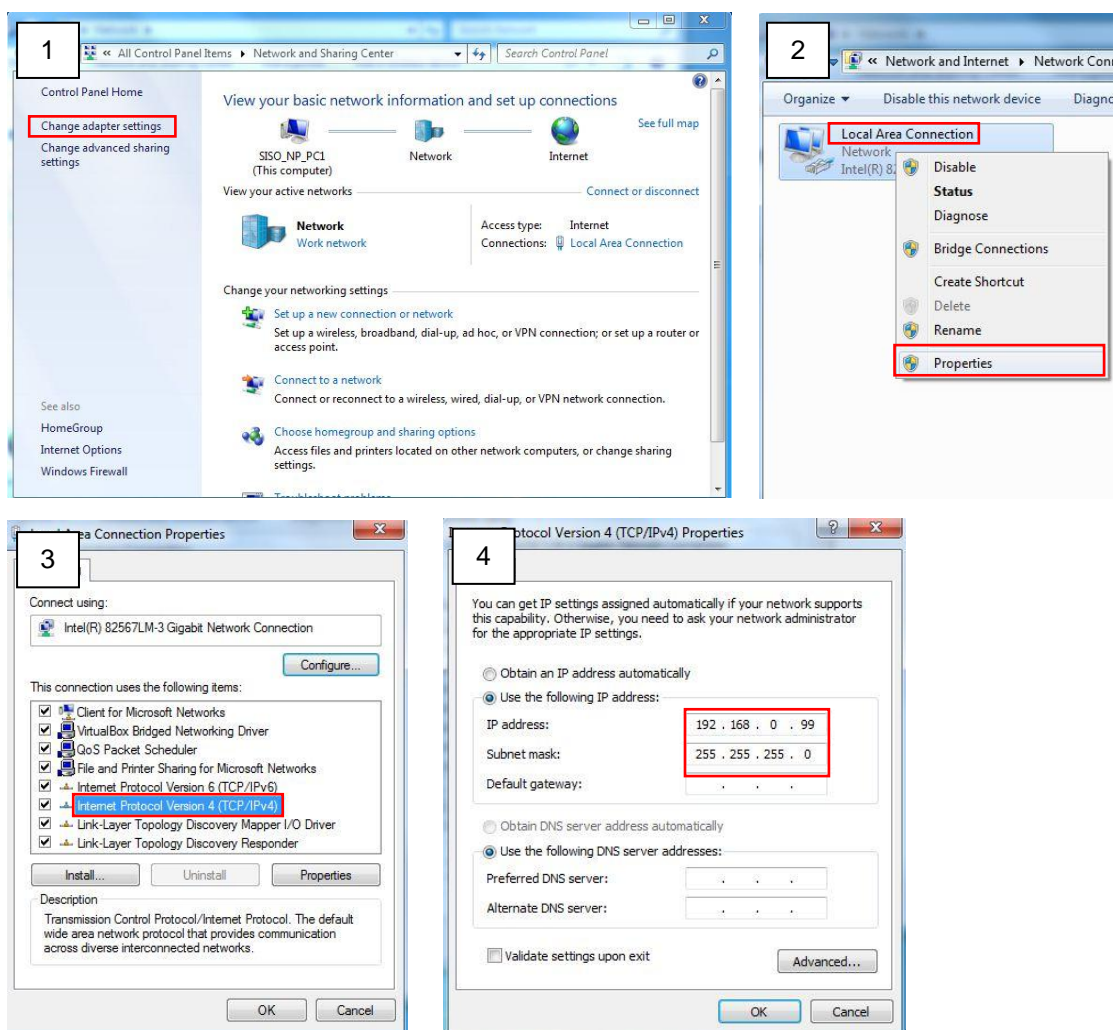 1
« All Control Panel Items ▸ Network and Sharing Center
Search Control Panel
Control Panel Home
Change adapter settings
Change advanced sharing
settings
See also
HomeGroup
Internet Options
Windows Firewall
View your basic network information and set up connections
See full map
SISO_NP_PC1
(This computer)
Network
Internet
View your active networks
Connect or disconnect
Network
Work network
Access type: Internet
Connections: Local Area Connection
Change your networking settings
Set up a new connection or network
Set up a wireless, broadband, dial-up, ad hoc, or VPN connection; or set up a router or
access point.
Connect to a network
Connect or reconnect to a wireless, wired, dial-up, or VPN network connection.
Choose homegroup and sharing options
Access files and printers located on other network computers, or change sharing
settings.
Troubleshoot problems
2
« Network and Internet ▸ Network Conn
Organize Disable this network device Diagno
Local Area Connection
Network
Intel(R) 82
Disable
Status
Diagnose
Bridge Connections
Create Shortcut
Delete
Rename
Properties
3
Area Connection Properties
Connect using:
Intel(R) 82567LM-3 Gigabit Network Connection
Configure...
This connection uses the following items:
Client for Microsoft Networks
VirtualBox Bridged Networking Driver
QoS Packet Scheduler
File and Printer Sharing for Microsoft Networks
Internet Protocol Version 6 (TCP/IPv6)
Internet Protocol Version 4 (TCP/IPv4)
Link-Layer Topology Discovery Mapper I/O Driver
Link-Layer Topology Discovery Responder
Install... Uninstall Properties
Description
Transmission Control Protocol/Internet Protocol. The default
wide area network protocol that provides communication
across diverse interconnected networks.
OK Cancel
4
Protocol Version 4 (TCP/IPv4) Properties
You can get IP settings assigned automatically if your network supports
this capability. Otherwise, you need to ask your network administrator
for the appropriate IP settings.
Obtain an IP address automatically
Use the following IP address:
IP address: 192 . 168 . 0 . 99
Subnet mask: 255 . 255 . 255 . 0
Default gateway: . . .
Obtain DNS server address automatically
Use the following DNS server addresses:
Preferred DNS server: . . .
Alternate DNS server: . . .
Validate settings upon exit
Advanced...
OK Cancel